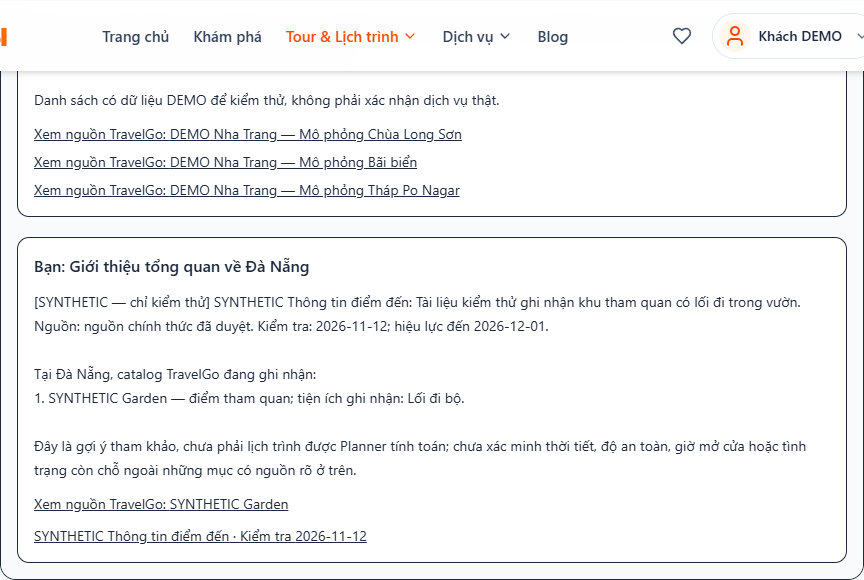 Trang chủ Khám phá Tour & Lịch trình Dịch vụ Blog Khách DEMO
Danh sách có dữ liệu DEMO để kiểm thử, không phải xác nhận dịch vụ thật.
Xem nguồn TravelGo: DEMO Nha Trang — Mô phỏng Chùa Long Sơn
Xem nguồn TravelGo: DEMO Nha Trang — Mô phỏng Bãi biển
Xem nguồn TravelGo: DEMO Nha Trang — Mô phỏng Tháp Po Nagar
Bạn: Giới thiệu tổng quan về Đà Nẵng
[SYNTHETIC — chỉ kiểm thử] SYNTHETIC Thông tin điểm đến: Tài liệu kiểm thử ghi nhận khu tham quan có lối đi trong vườn.
Nguồn: nguồn chính thức đã duyệt. Kiểm tra: 2026-11-12; hiệu lực đến 2026-12-01.
Tại Đà Nẵng, catalog TravelGo đang ghi nhận:
1. SYNTHETIC Garden — điểm tham quan; tiện ích ghi nhận: Lối đi bộ.
Đây là gợi ý tham khảo, chưa phải lịch trình được Planner tính toán; chưa xác minh thời tiết, độ an toàn, giờ mở cửa hoặc tình
trạng còn chỗ ngoài những mục có nguồn rõ ở trên.
Xem nguồn TravelGo: SYNTHETIC Garden
SYNTHETIC Thông tin điểm đến · Kiểm tra 2026-11-12